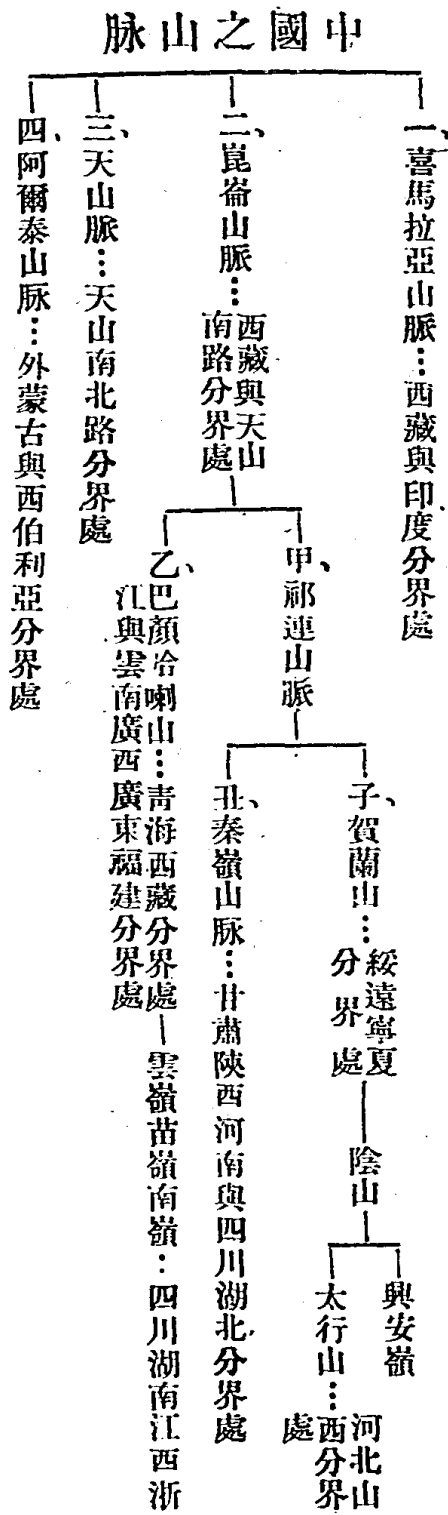 中國之山脉
一、喜馬拉亞山脈…西藏與印度分界處
二、崑崙山脈…西藏與天山
南路分界處
甲、祁連山脈
子、賀蘭山…綏遠寧夏
分界處
陰山
興安嶺
太行山…河北山
西分界
處
丑、秦嶺山脈…甘肅陝西河南與四川湖北分界處
乙、巴顏哈喇山…青海西藏分界處
雲嶺苗嶺南嶺…四川湖南江西浙
江與雲南廣西廣東福建分界處
三、天山脈…天山南北路分界處
四、阿爾泰山脉…外蒙古與西伯利亞分界處